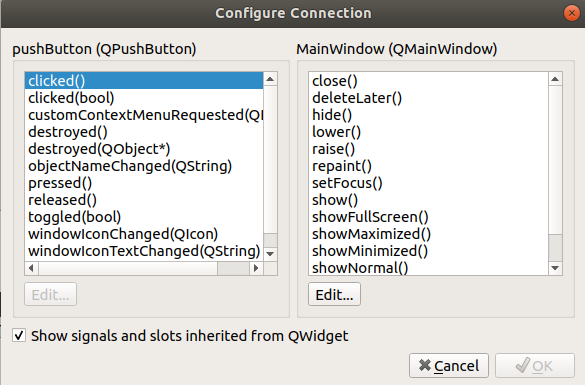 Configure Connection
pushButton (QPushButton)
clicked()
clicked(bool)
customContextMenuRequested(QP
destroyed()
destroyed(QObject*)
objectNameChanged(QString)
pressed()
released()
toggled(bool)
windowIconChanged(QIcon)
windowIconTextChanged(QString)
Edit...
MainWindow (QMainWindow)
close()
deleteLater()
hide()
lower()
raise()
repaint()
setFocus()
show()
showFullScreen()
showMaximized()
showMinimized()
showNormal()
Edit...
Show signals and slots inherited from QWidget
Cancel
OK